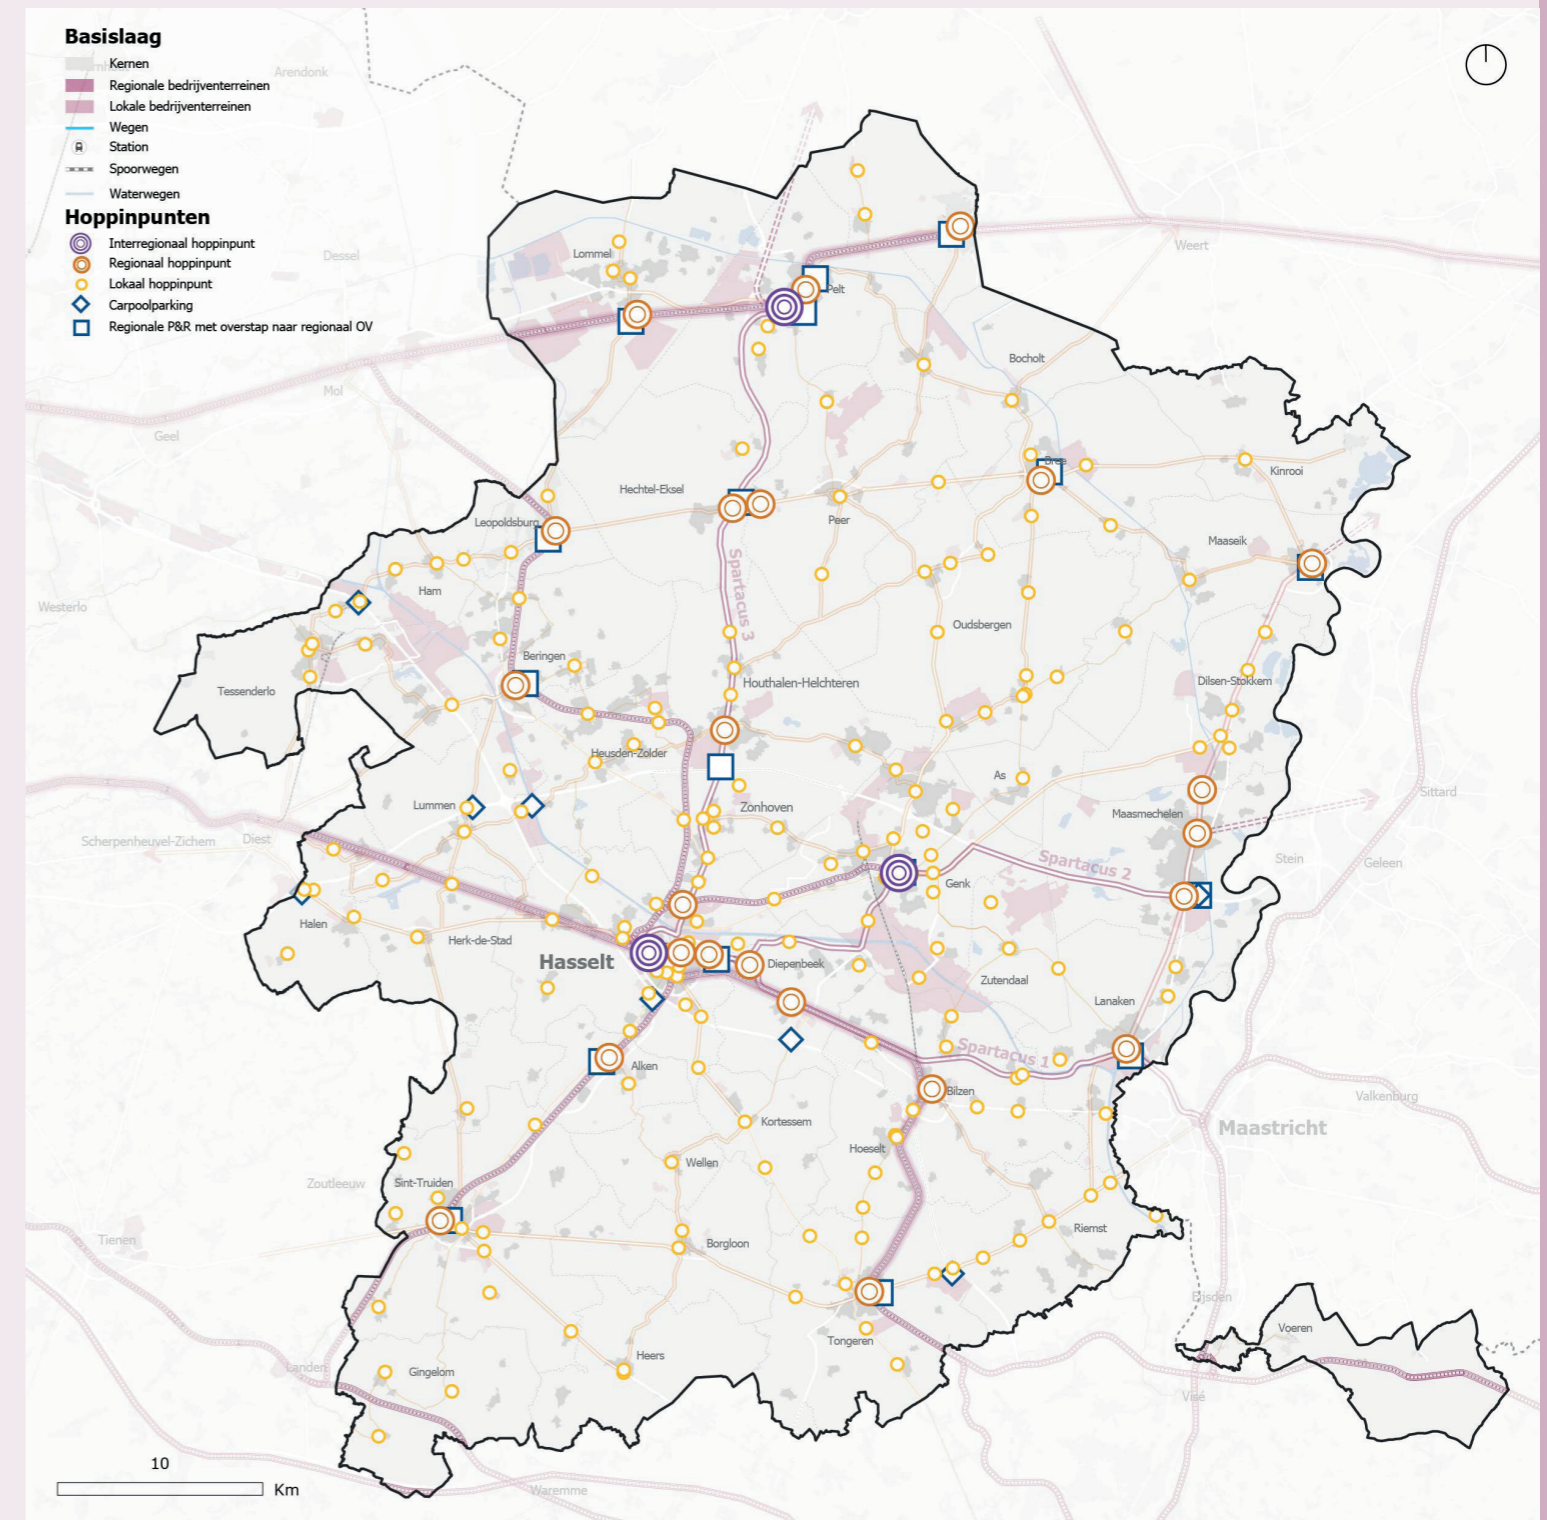 Basislaag
Kernen
Arendonk
Regionale bedrijventerreinen
Lokale bedrijventerreinen
Wegen
Station
Spoorwegen
Waterwegen
Hoppinpunten
Interregionaal hoppinpunt
Regionaal hoppinpunt
Lokaal hoppinpunt
Carpoolparking
Regionale P&R met overstap naar regionaal OV
Dessel
Lommel
Weert
Pelt
Bocholt
Mol
Geel
Bree
Kinrooi
Hechtel-Eksel
Peer
Leopoldsburg
Maaseik
Spartacus 3
Ham
Westerlo
Oudsbergen
Beringen
Tessenderlo
Houthalen-Helchteren
Dilsen-Stokkem
Heusden-Zolder
As
Sittard
Lummen
Zonhoven
Maasmechelen
Scherpenheuvel-Zichem
Diest
Spartacus 2
Stein
Geleen
Genk
Halen
Herk-de-Stad
Hasselt
Diepenbeek
Zutendaal
Lanaken
Spartacus 1
Alken
Bilzen
Valkenburg
Kortessem
Maastricht
Hoeselt
Wellen
Zoutleeuw
Sint-Truiden
Riemst
Tienen
Borgloon
Eijsden
Voeren
Tongeren
Heers
Landen
Gingelom
Visé
10
Km
Waremme